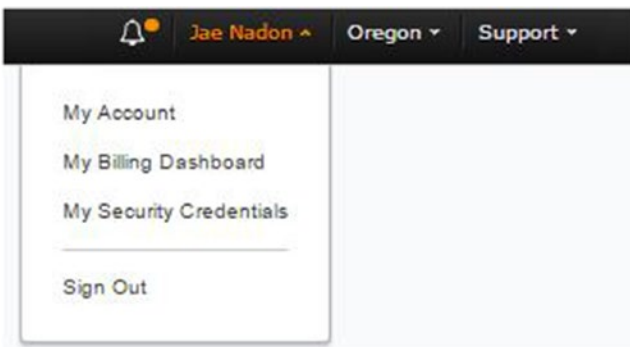 Jae Nadon Oregon Support
My Account
My Billing Dashboard
My Security Credentials
Sign Out